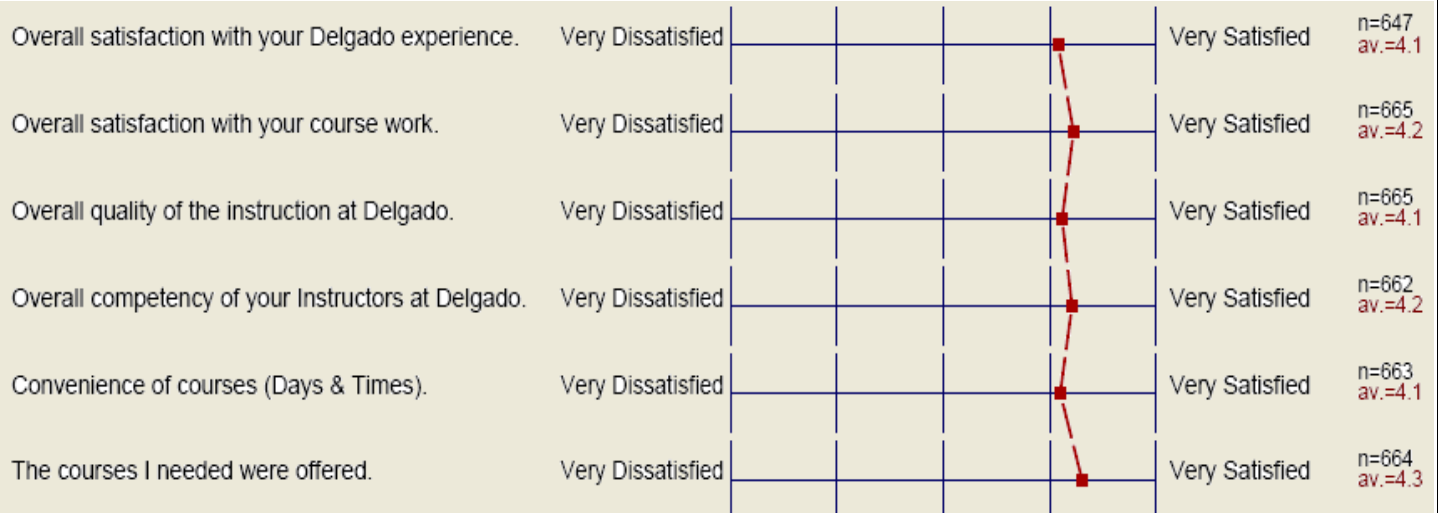 Overall satisfaction with your Delgado experience. Very Dissatisfied Very Satisfied n=647
av.=4.1
Overall satisfaction with your course work. Very Dissatisfied Very Satisfied n=665
av.=4.2
Overall quality of the instruction at Delgado. Very Dissatisfied Very Satisfied n=665
av.=4.1
Overall competency of your Instructors at Delgado. Very Dissatisfied Very Satisfied n=662
av.=4.2
Convenience of courses (Days & Times). Very Dissatisfied Very Satisfied n=663
av.=4.1
The courses I needed were offered. Very Dissatisfied Very Satisfied n=664
av.=4.3